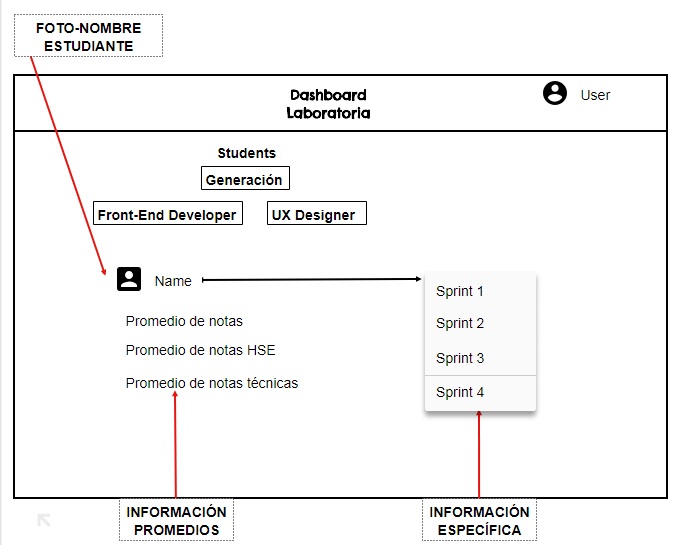 FOTO-NOMBRE
ESTUDIANTE
Dashboard
Laboratoria
User
Students
Generación
Front-End Developer
UX Designer
Name
Promedio de notas
Promedio de notas HSE
Promedio de notas técnicas
Sprint 1
Sprint 2
Sprint 3
Sprint 4
INFORMACIÓN
PROMEDIOS
INFORMACIÓN
ESPECÍFICA